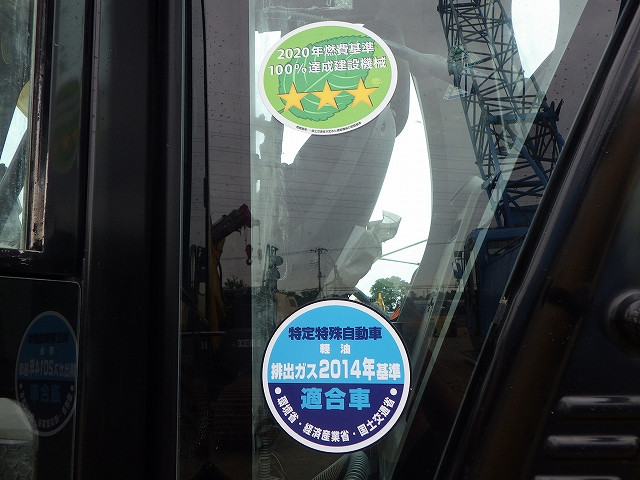 2020年燃費基準
100%達成建設機械
特定特殊自動車
軽油
排出ガス2014年基準
適合車
環境省・経済産業省・国土交通省